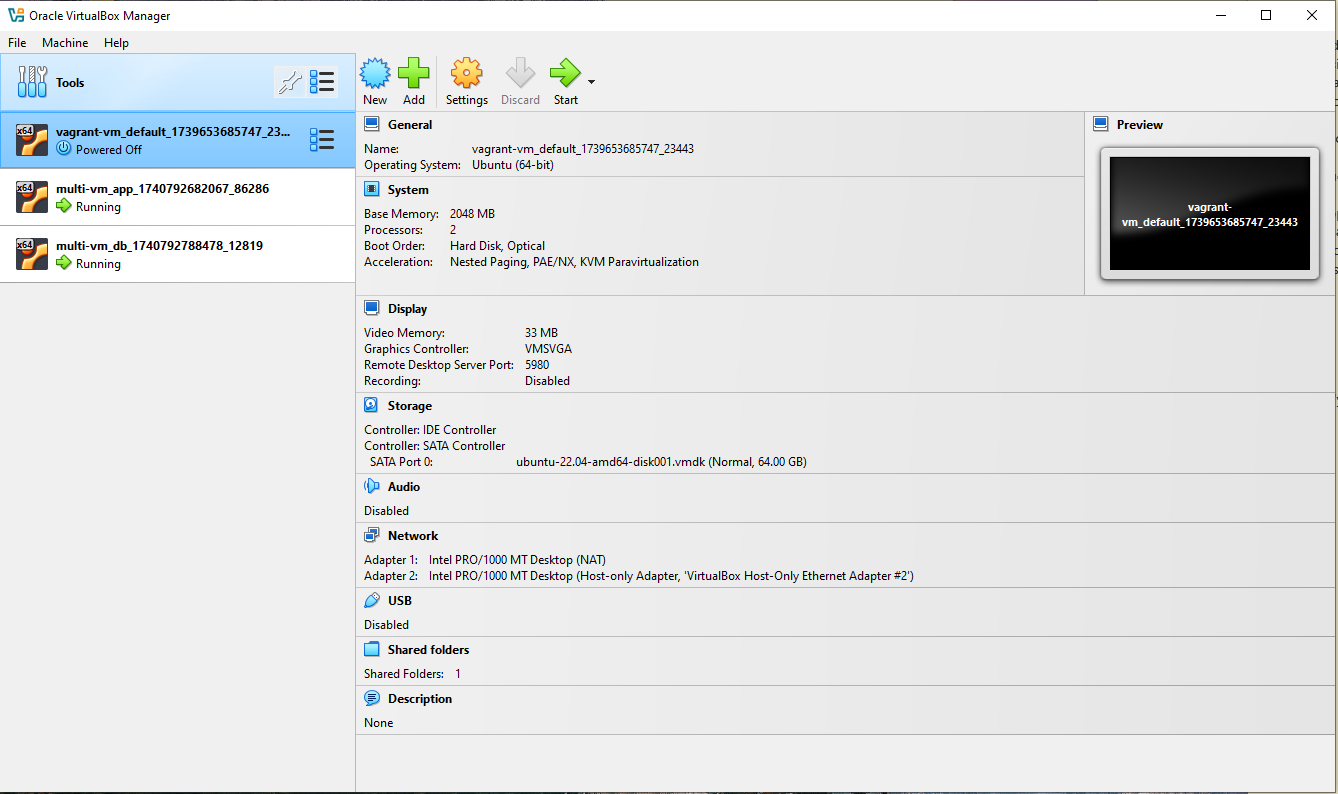 Oracle VirtualBox Manager
File Machine Help
Tools
New Add Settings Discard Start
x64 vagrant-vm_default_1739653685747_23...
Powered Off
x64 multi-vm_app_1740792682067_86286
Running
x64 multi-vm_db_1740792788478_12819
Running
General
Name: vagrant-vm_default_1739653685747_23443
Operating System: Ubuntu (64-bit)
Preview
vagrant-
vm_default_1739653685747_23443
System
Base Memory: 2048 MB
Processors: 2
Boot Order: Hard Disk, Optical
Acceleration: Nested Paging, PAE/NX, KVM Paravirtualization
Display
Video Memory: 33 MB
Graphics Controller: VMSVGA
Remote Desktop Server Port: 5980
Recording: Disabled
Storage
Controller: IDE Controller
Controller: SATA Controller
SATA Port 0: ubuntu-22.04-amd64-disk001.vmdk (Normal, 64.00 GB)
Audio
Disabled
Network
Adapter 1: Intel PRO/1000 MT Desktop (NAT)
Adapter 2: Intel PRO/1000 MT Desktop (Host-only Adapter, 'VirtualBox Host-Only Ethernet Adapter #2')
USB
Disabled
Shared folders
Shared Folders: 1
Description
None